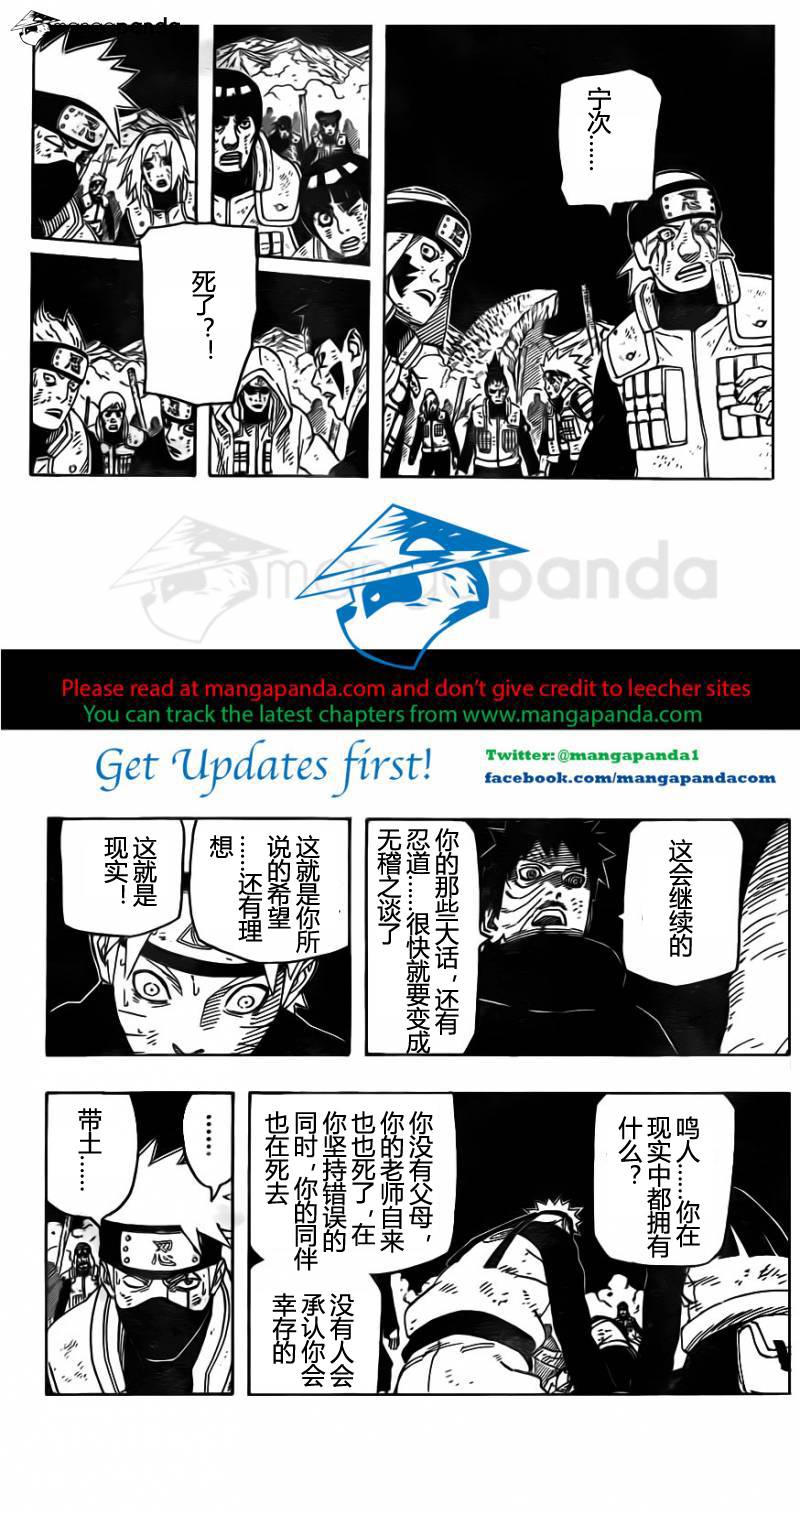 mangapanda
宁次……
死了?!
mangapanda
Please read at mangapanda.com and don't give credit to leecher sites
You can track the latest chapters from www.mangapanda.com
Get Updates first!
Twitter: @mangapanda1
facebook.com/mangapandacom
这会继续的
你的那些大话，还有
忍道……很快就要变成
无稽之谈了
这就是你所
说的希望
……还有理
想
这就是
现实！
鸣人……你在
现实中都拥有
什么？
你没有父母，
你的老师自来
也也死了，在
你坚持错误的
同时，你的同伴
也在死去
没有人会
承认你会
幸存的
……
带土……
忍